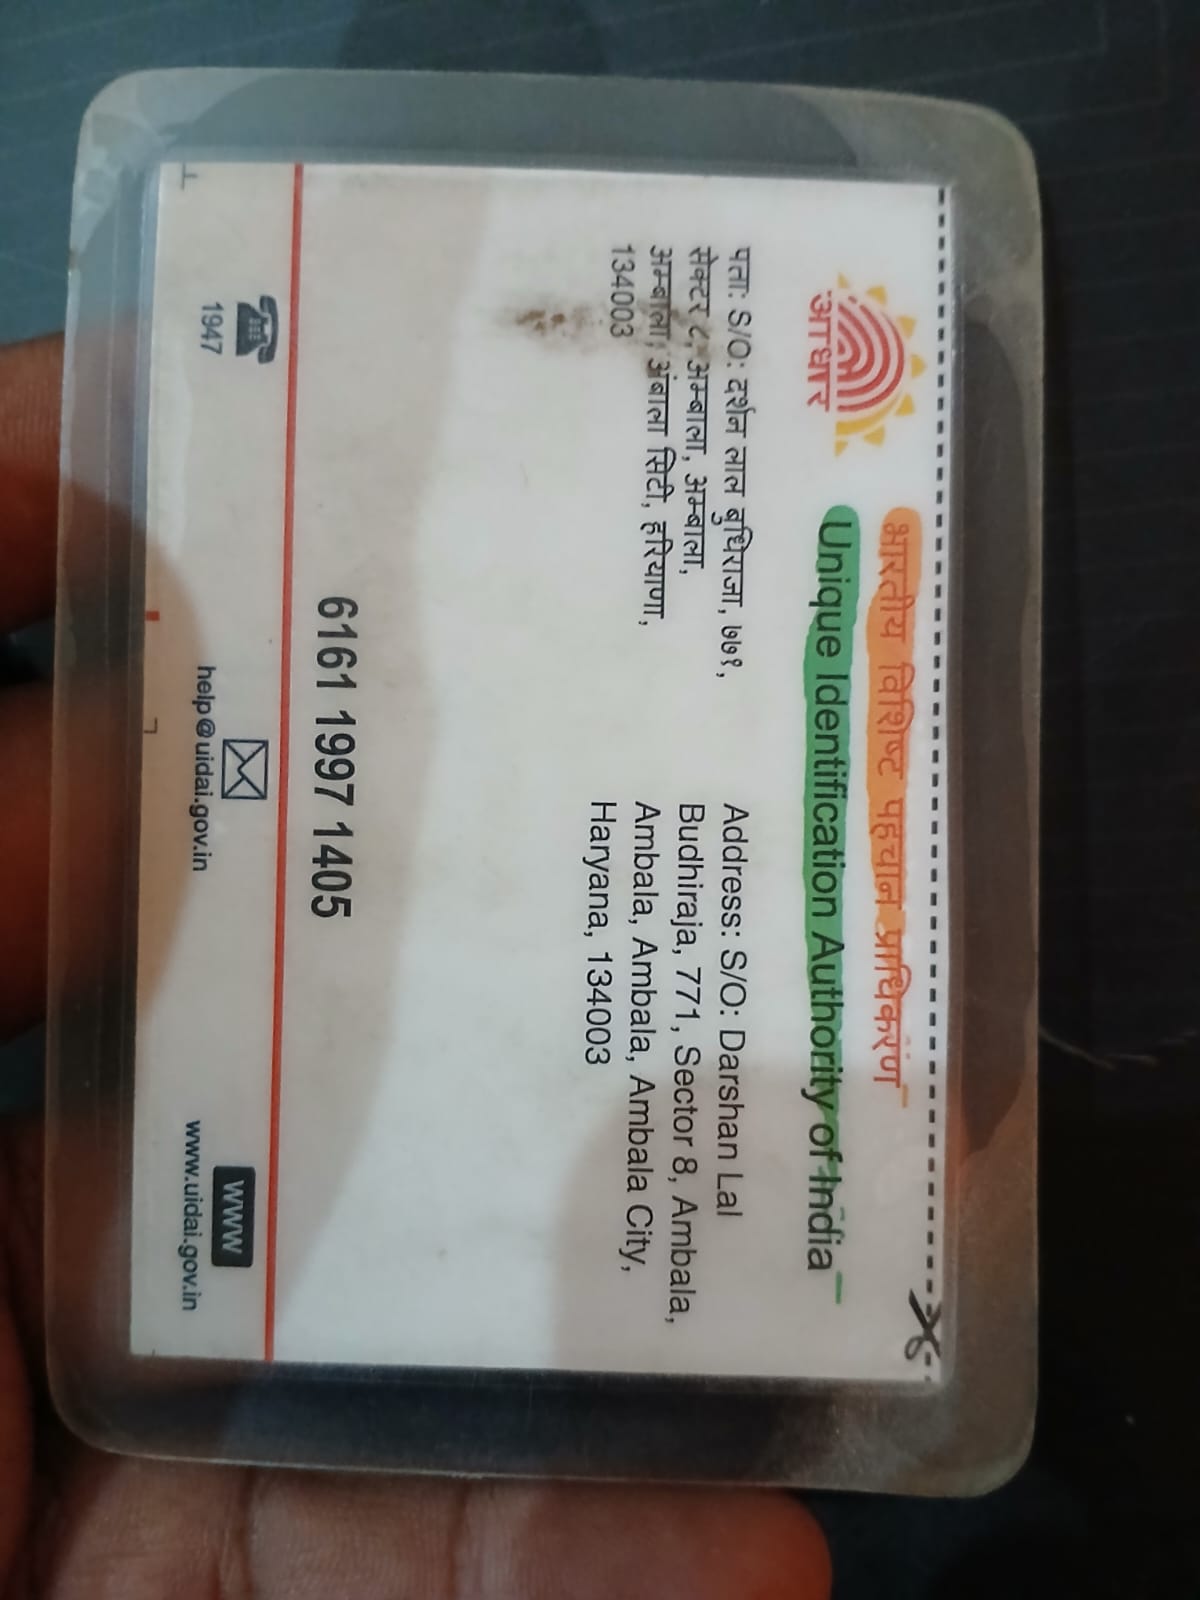 भारतीय विशिष्ट पहचान प्राधिकरण
Unique Identification Authority of India
आधार
पता: S/O: दर्शन लाल बुधिराजा, ७७१,
सेक्टर ८, अम्बाला, अम्बाला,
अम्बाला, अंबाला सिटी, हरियाणा,
134003
Address: S/O: Darshan Lal
Budhiraja, 771, Sector 8, Ambala,
Ambala, Ambala, Ambala City,
Haryana, 134003
6161 1997 1405
1947
help@uidai.gov.in
www
www.uidai.gov.in